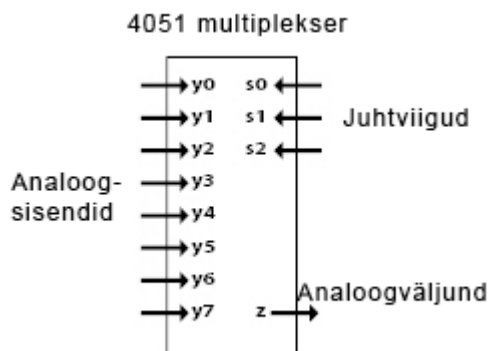 4051 multiplekser
y0 s0
y1 s1 Juhtviigud
y2 s2
Analoog-
sisendid
y3
y4
y5
y6
Analoogväljund
y7 z